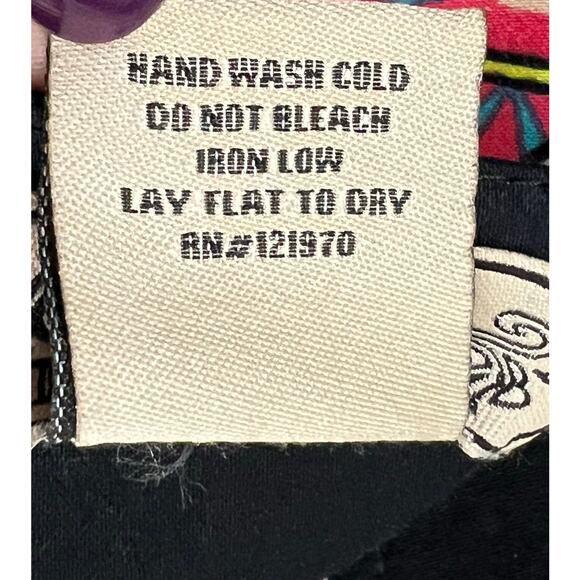 HAND WASH COLD
DO NOT BLEACH
IRON LOW
LAY FLAT TO DRY
RN#121970